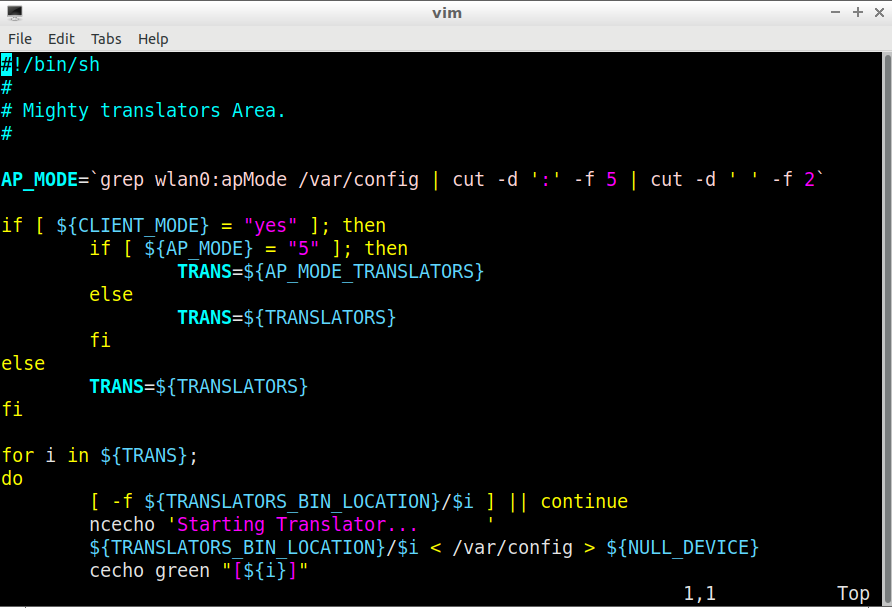 vim
File Edit Tabs Help
#!/bin/sh
#
# Mighty translators Area.
#
AP_MODE=`grep wlan0:apMode /var/config | cut -d ':' -f 5 | cut -d ' ' -f 2`
if [ ${CLIENT_MODE} = "yes" ]; then
        if [ ${AP_MODE} = "5" ]; then
                TRANS=${AP_MODE_TRANSLATORS}
        else
                TRANS=${TRANSLATORS}
        fi
else
        TRANS=${TRANSLATORS}
fi
for i in ${TRANS};
do
        [ -f ${TRANSLATORS_BIN_LOCATION}/$i ] || continue
        ncecho 'Starting Translator...      '
        ${TRANSLATORS_BIN_LOCATION}/$i < /var/config > ${NULL_DEVICE}
        cecho green "[${i}]"
1,1 Top